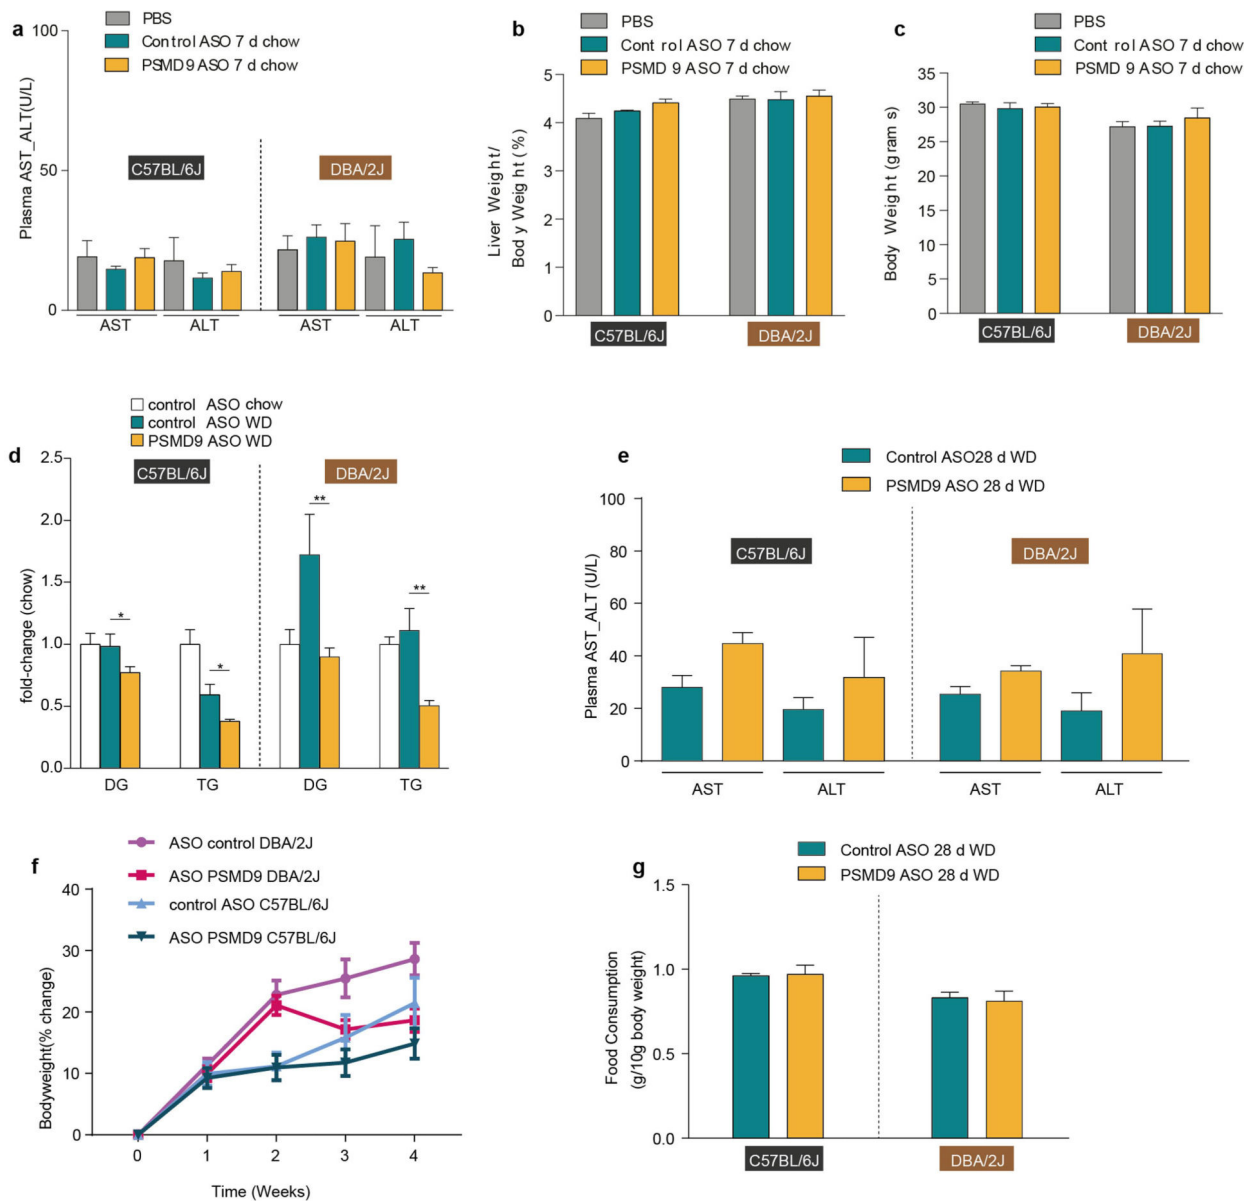 a
PBS
Control ASO 7 d chow
PSMD9 ASO 7 d chow
Plasma AST_ALT(U/L)
100
50
0
C57BL/6J
DBA/2J
AST
ALT
AST
ALT
b
PBS
Cont rol ASO 7 d chow
PSMD 9 ASO 7 d chow
Liver Weight/
Bod y Weight (%)
5
4
3
2
1
0
C57BL/6J
DBA/2J
c
PBS
Cont rol ASO 7 d chow
PSMD 9 ASO 7 d chow
Body Weight (gram s)
35
30
25
20
15
10
5
0
C57BL/6J
DBA/2J
d
control ASO chow
control ASO WD
PSMD9 ASO WD
fold-change (chow)
2.5
2.0
1.5
1.0
0.5
0.0
C57BL/6J
DBA/2J
*
*
**
**
DG
TG
DG
TG
e
Control ASO28 d WD
PSMD9 ASO 28 d WD
Plasma AST_ALT (U/L)
100
80
60
40
20
0
C57BL/6J
DBA/2J
AST
ALT
AST
ALT
f
ASO control DBA/2J
ASO PSMD9 DBA/2J
control ASO C57BL/6J
ASO PSMD9 C57BL/6J
Bodyweight(% change)
40
30
20
10
0
0
1
2
3
4
Time (Weeks)
g
Control ASO 28 d WD
PSMD9 ASO 28 d WD
Food Consumption
(g/10g body weight)
1.5
1.0
0.5
0.0
C57BL/6J
DBA/2J